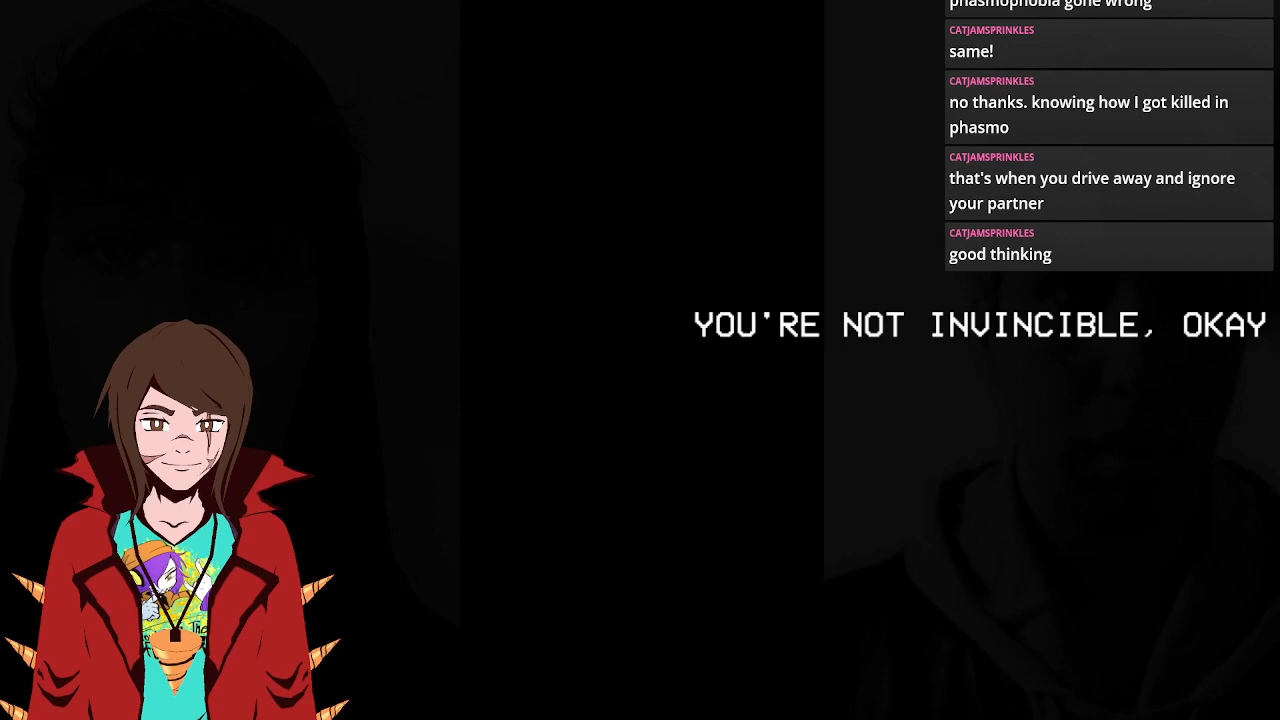 phasmophobia gone wrong
CATJAMSPRINKLES
same!
CATJAMSPRINKLES
no thanks. knowing how I got killed in
phasmo
CATJAMSPRINKLES
that's when you drive away and ignore
your partner
CATJAMSPRINKLES
good thinking
YOU'RE NOT INVINCIBLE, OKAY
The